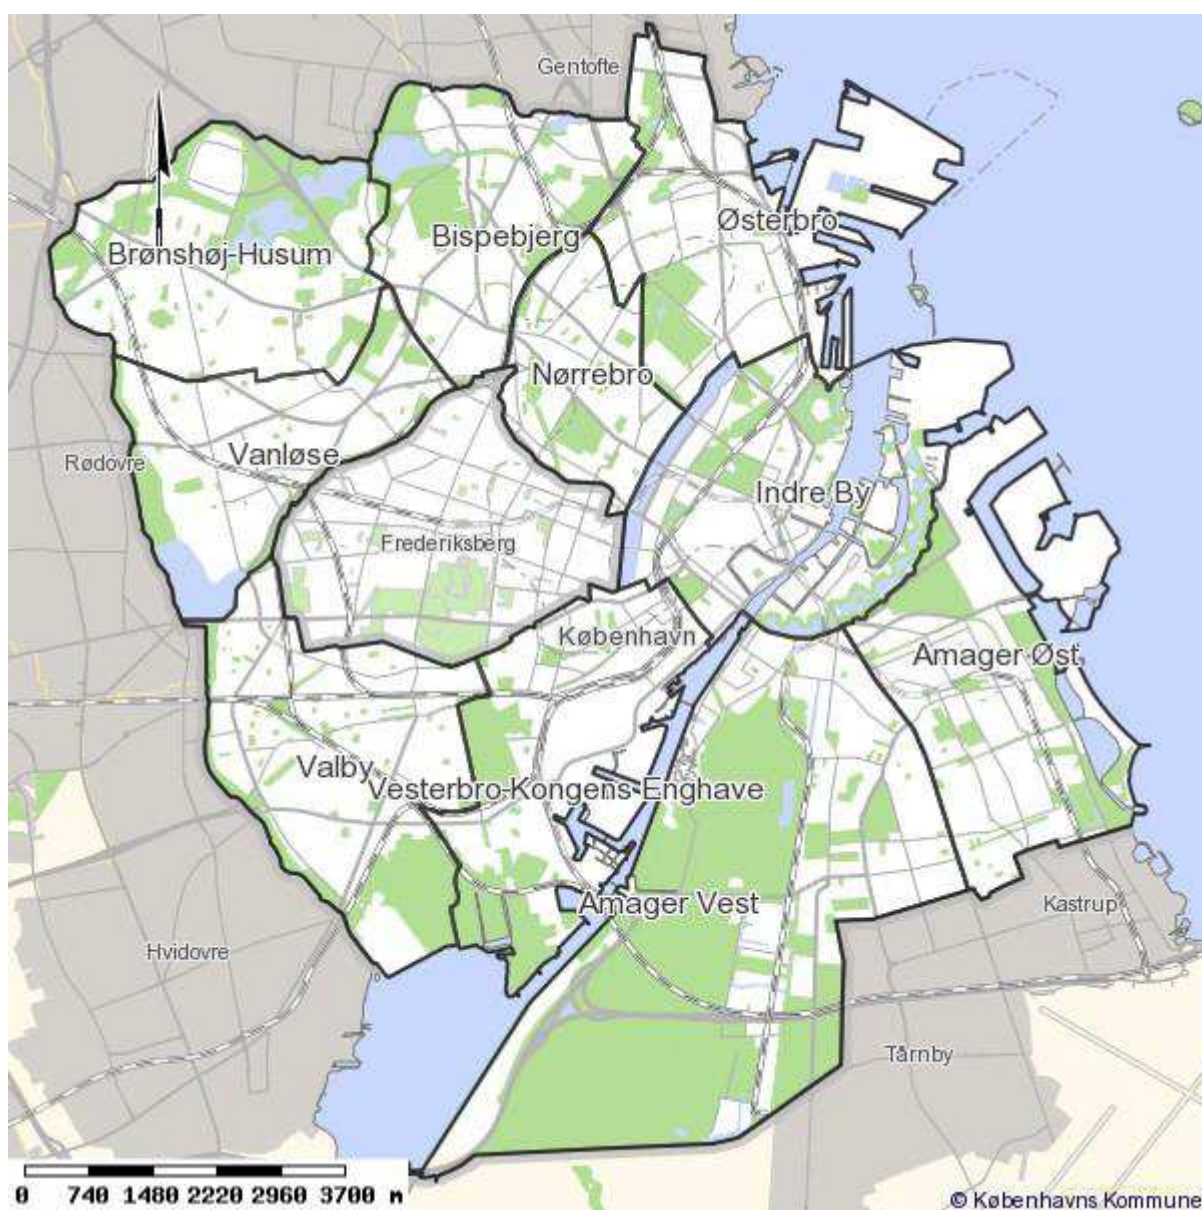 Gentofte
Østerbro
Bispebjerg
Brønshøj-Husum
Nørrebro
Vanløse
Rødovre
Indre By
Frederiksberg
København
Amager Øst
Valby
Vesterbro-Kongens Enghave
Amager Vest
Kastrup
Hvidovre
Tårnby
0 740 1480 2220 2960 3700 m
© Københavns Kommune